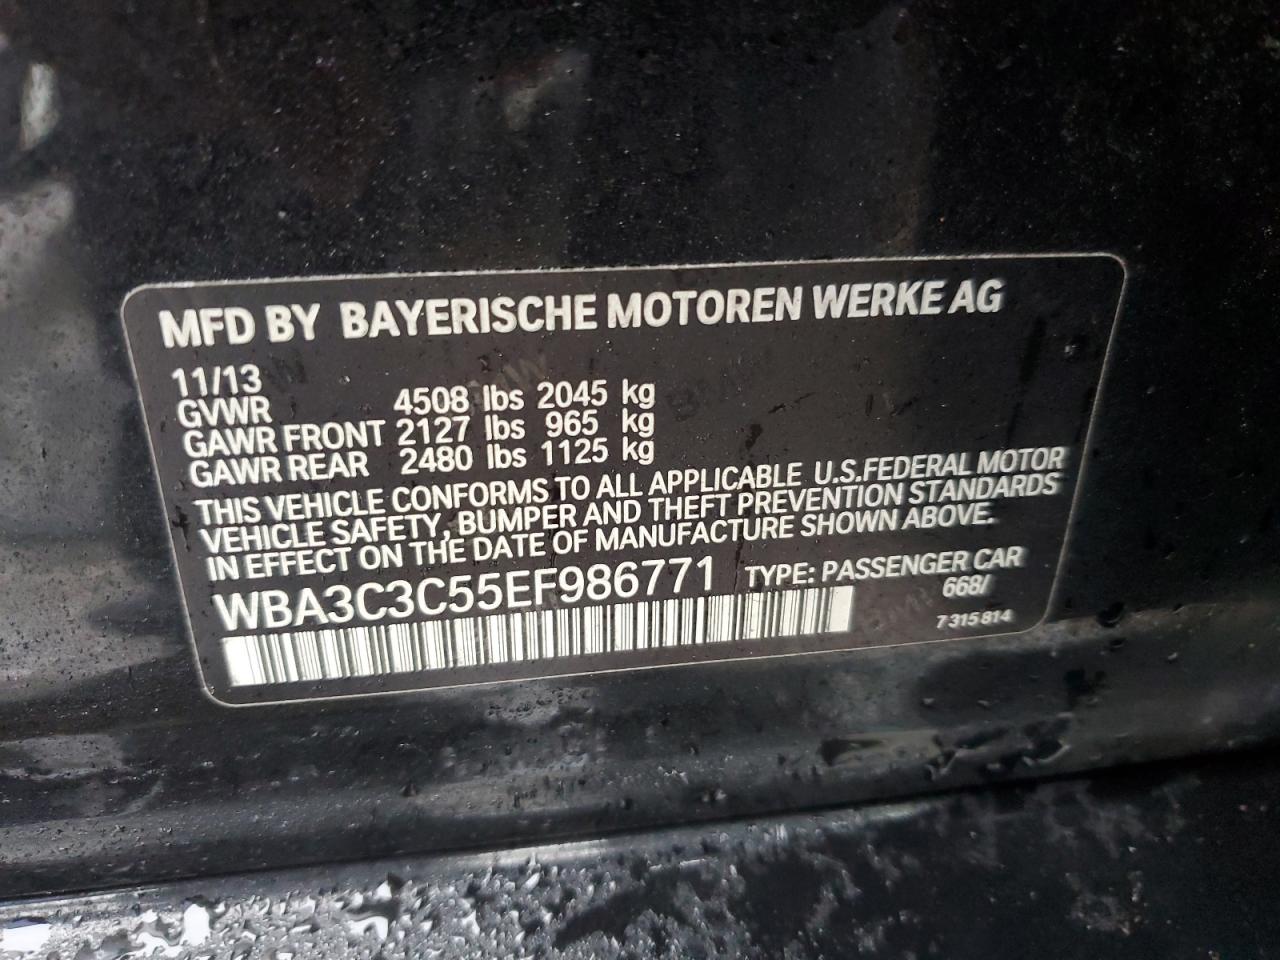 MFD BY BAYERISCHE MOTOREN WERKE AG
11/13
GVWR 4508 lbs 2045 kg
GAWR FRONT 2127 lbs 965 kg
GAWR REAR 2480 lbs 1125 kg
THIS VEHICLE CONFORMS TO ALL APPLICABLE U.S.FEDERAL MOTOR
VEHICLE SAFETY, BUMPER AND THEFT PREVENTION STANDARDS
IN EFFECT ON THE DATE OF MANUFACTURE SHOWN ABOVE.
WBA3C3C55EF986771 TYPE: PASSENGER CAR
668/
7 315 814